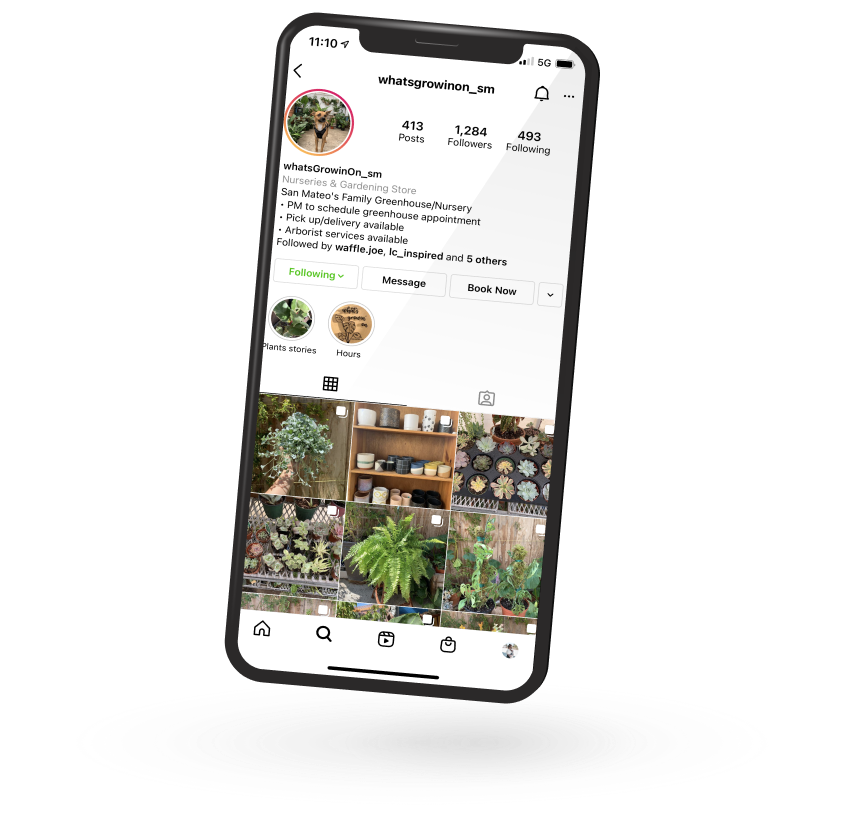 11:10
5G
whatsgrowinon_sm
413 1,284 493
Posts Followers Following
whatsGrowinOn_sm
Nurseries & Gardening Store
San Mateo's Family Greenhouse/Nursery
• PM to schedule greenhouse appointment
• Pick up/delivery available
• Arborist services available
Followed by waffle.joe, lc_inspired and 5 others
Following Message Book Now
Plants stories Hours